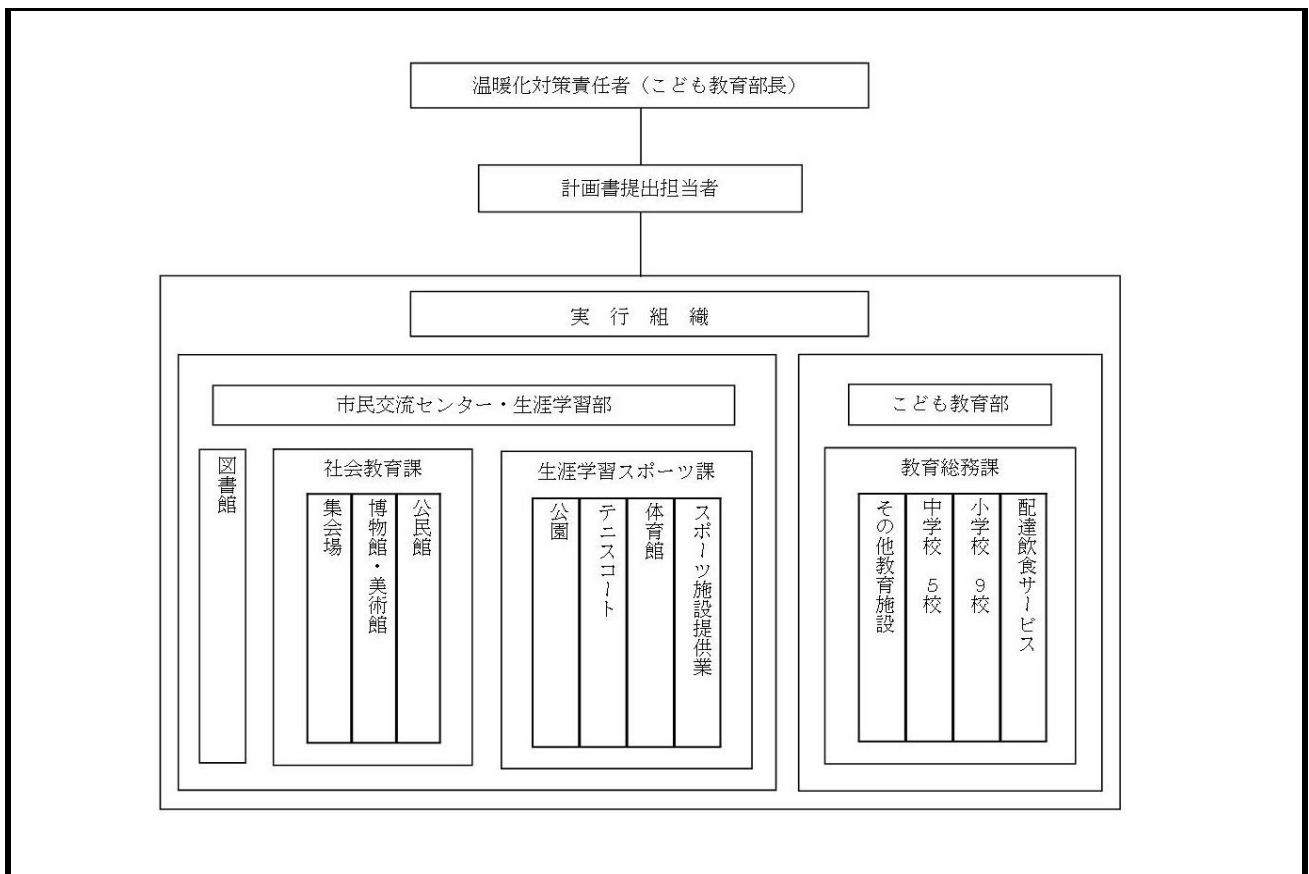 温暖化対策責任者（こども教育部長）
計画書提出担当者
実　行　組　織
市民交流センター・生涯学習部
図書館
社会教育課
集会場
博物館・美術館
公民館
生涯学習スポーツ課
公園
テニスコート
体育館
スポーツ施設提供業
こども教育部
教育総務課
その他教育施設
中学校　５校
小学校　９校
配達飲食サービス